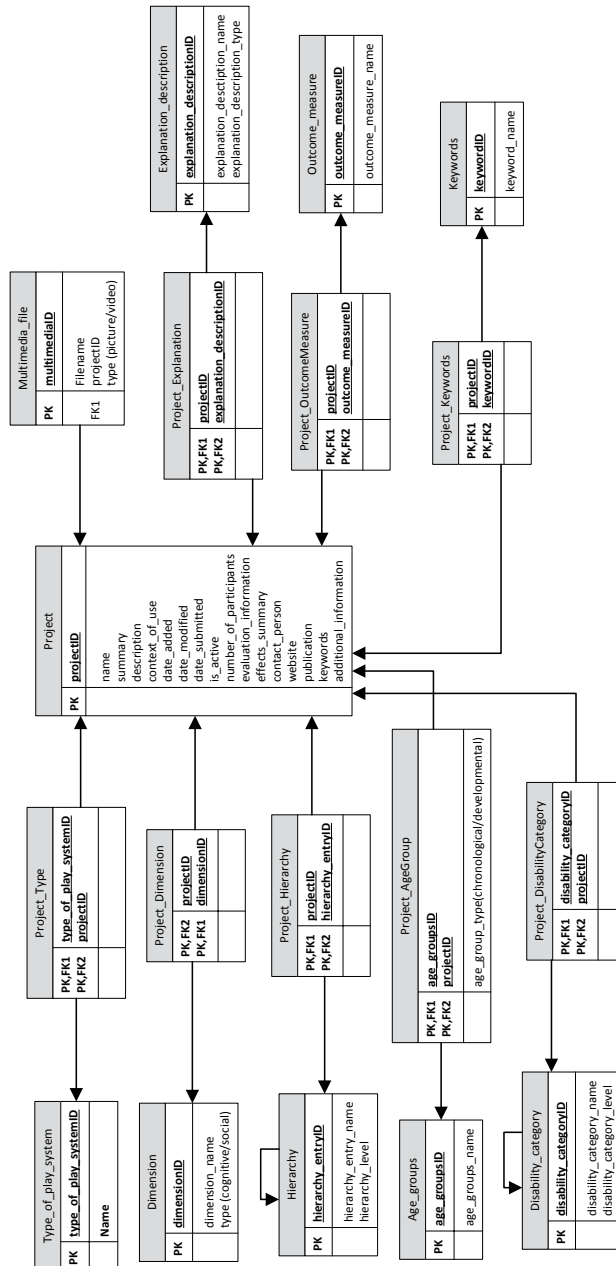 Type_of_play_system
PK type_of_play_systemID
Name
Project_Type
PK,FK1 type_of_play_systemID
PK,FK2 projectID
Dimension
PK dimensionID
dimension_name
type (cognitive/social)
Project_Dimension
PK,FK2 projectID
PK,FK1 dimensionID
Hierarchy
PK hierarchy_entryID
hierarchy_entry_name
hierarchy_level
Project_Hierarchy
PK,FK1 projectID
PK,FK2 hierarchy_entryID
Age_groups
PK age_groupsID
age_groups_name
Project_AgeGroup
PK,FK1 age_groupsID
PK,FK2 projectID
age_group_type(chronological/developmental)
Disability_category
PK disability_categoryID
disability_category_name
disability_category_level
Project_DisabilityCategory
PK,FK1 disability_categoryID
PK,FK2 projectID
Project
PK projectID
name
summary
description
context_of_use
date_added
date_modified
date_submitted
is_active
number_of_participants
evaluation_information
effects_summary
contact_person
website
publication
keywords
additional_information
Multimedia_file
PK multimediaID
Filename
FK1 projectID
type (picture/video)
Project_Explanation
PK,FK1 projectID
PK,FK2 explanation_descriptionID
Explanation_description
PK explanation_descriptionID
explanation_desctiption_name
explanation_description_type
Project_OutcomeMeasure
PK,FK1 projectID
PK,FK2 outcome_measureID
Outcome_measure
PK outcome_measureID
outcome_measure_name
Project_Keywords
PK,FK1 projectID
PK,FK2 keywordID
Keywords
PK keywordID
keyword_name